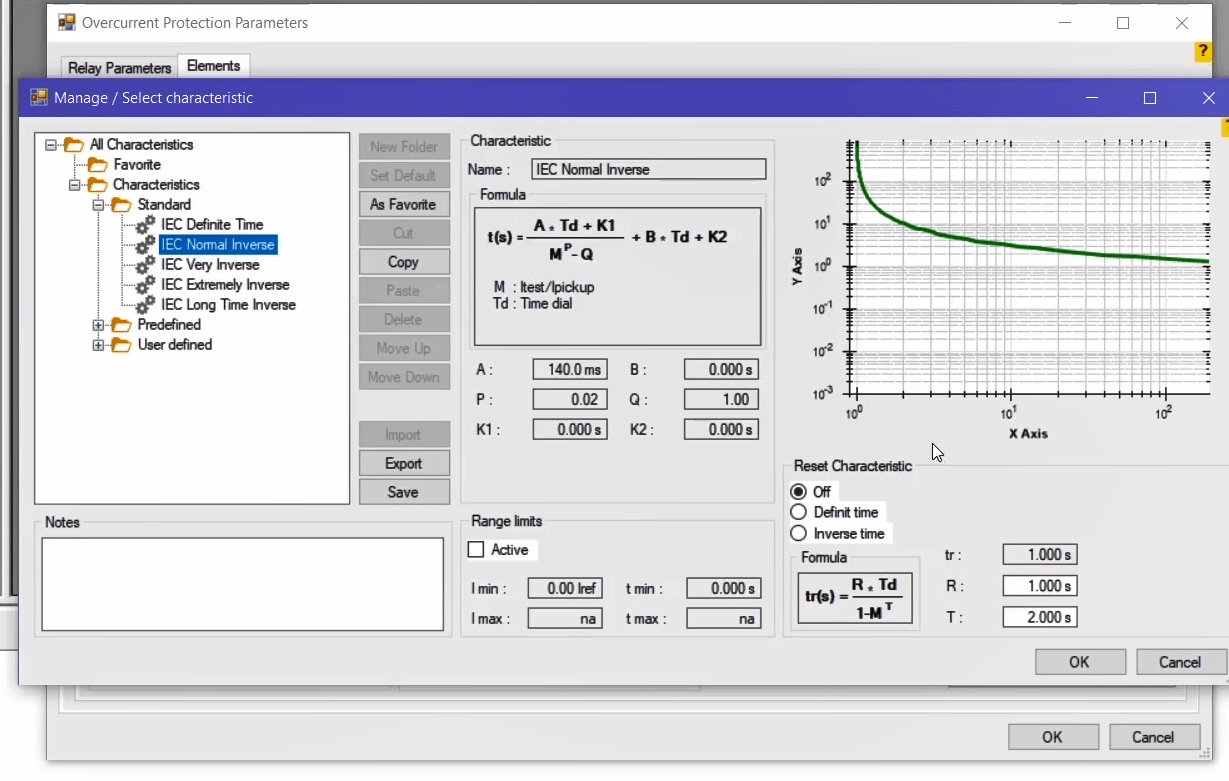 Overcurrent Protection Parameters
?
Relay Parameters
Elements
Manage / Select characteristic
All Characteristics
Favorite
Characteristics
Standard
IEC Definite Time
IEC Normal Inverse
IEC Very Inverse
IEC Extremely Inverse
IEC Long Time Inverse
Predefined
User defined
New Folder
Set Default
As Favorite
Cut
Copy
Paste
Delete
Move Up
Move Down
Import
Export
Save
Notes
Characteristic
Name : IEC Normal Inverse
Formula
t(s) = A * Td + K1 / M^P - Q + B * Td + K2
M : Itest/Ipickup
Td : Time dial
A : 140.0 ms B : 0.000 s
P : 0.02 Q : 1.00
K1 : 0.000 s K2 : 0.000 s
Range limits
Active
I min : 0.00 Iref t min : 0.000 s
I max : na t max : na
10^2
10^1
10^0
10^-1
10^-2
10^-3
Y Axis
10^0 10^1 10^2
X Axis
Reset Characteristic
Off
Definit time
Inverse time
Formula
tr(s) = R * Td / 1-M^T
tr : 1.000 s
R : 1.000 s
T : 2.000 s
OK Cancel
OK Cancel